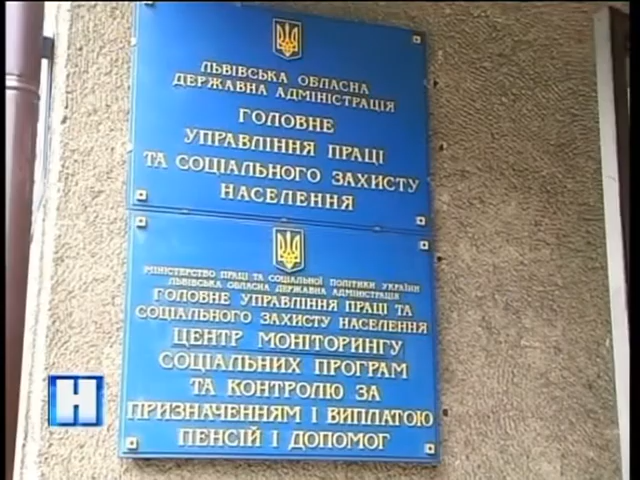 ЛЬВІВСЬКА ОБЛАСНА
ДЕРЖАВНА АДМІНІСТРАЦІЯ
ГОЛОВНЕ
УПРАВЛІННЯ ПРАЦІ
ТА СОЦІАЛЬНОГО ЗАХИСТУ
НАСЕЛЕННЯ
МІНІСТЕРСТВО ПРАЦІ ТА СОЦІАЛЬНОЇ ПОЛІТИКИ УКРАЇНИ
ЛЬВІВСЬКА ОБЛАСНА ДЕРЖАВНА АДМІНІСТРАЦІЯ
ГОЛОВНЕ УПРАВЛІННЯ ПРАЦІ ТА
СОЦІАЛЬНОГО ЗАХИСТУ НАСЕЛЕННЯ
ЦЕНТР МОНІТОРИНГУ
СОЦІАЛЬНИХ ПРОГРАМ
ТА КОНТРОЛЮ ЗА
ПРИЗНАЧЕННЯМ І ВИПЛАТОЮ
ПЕНСІЙ І ДОПОМОГ
Н